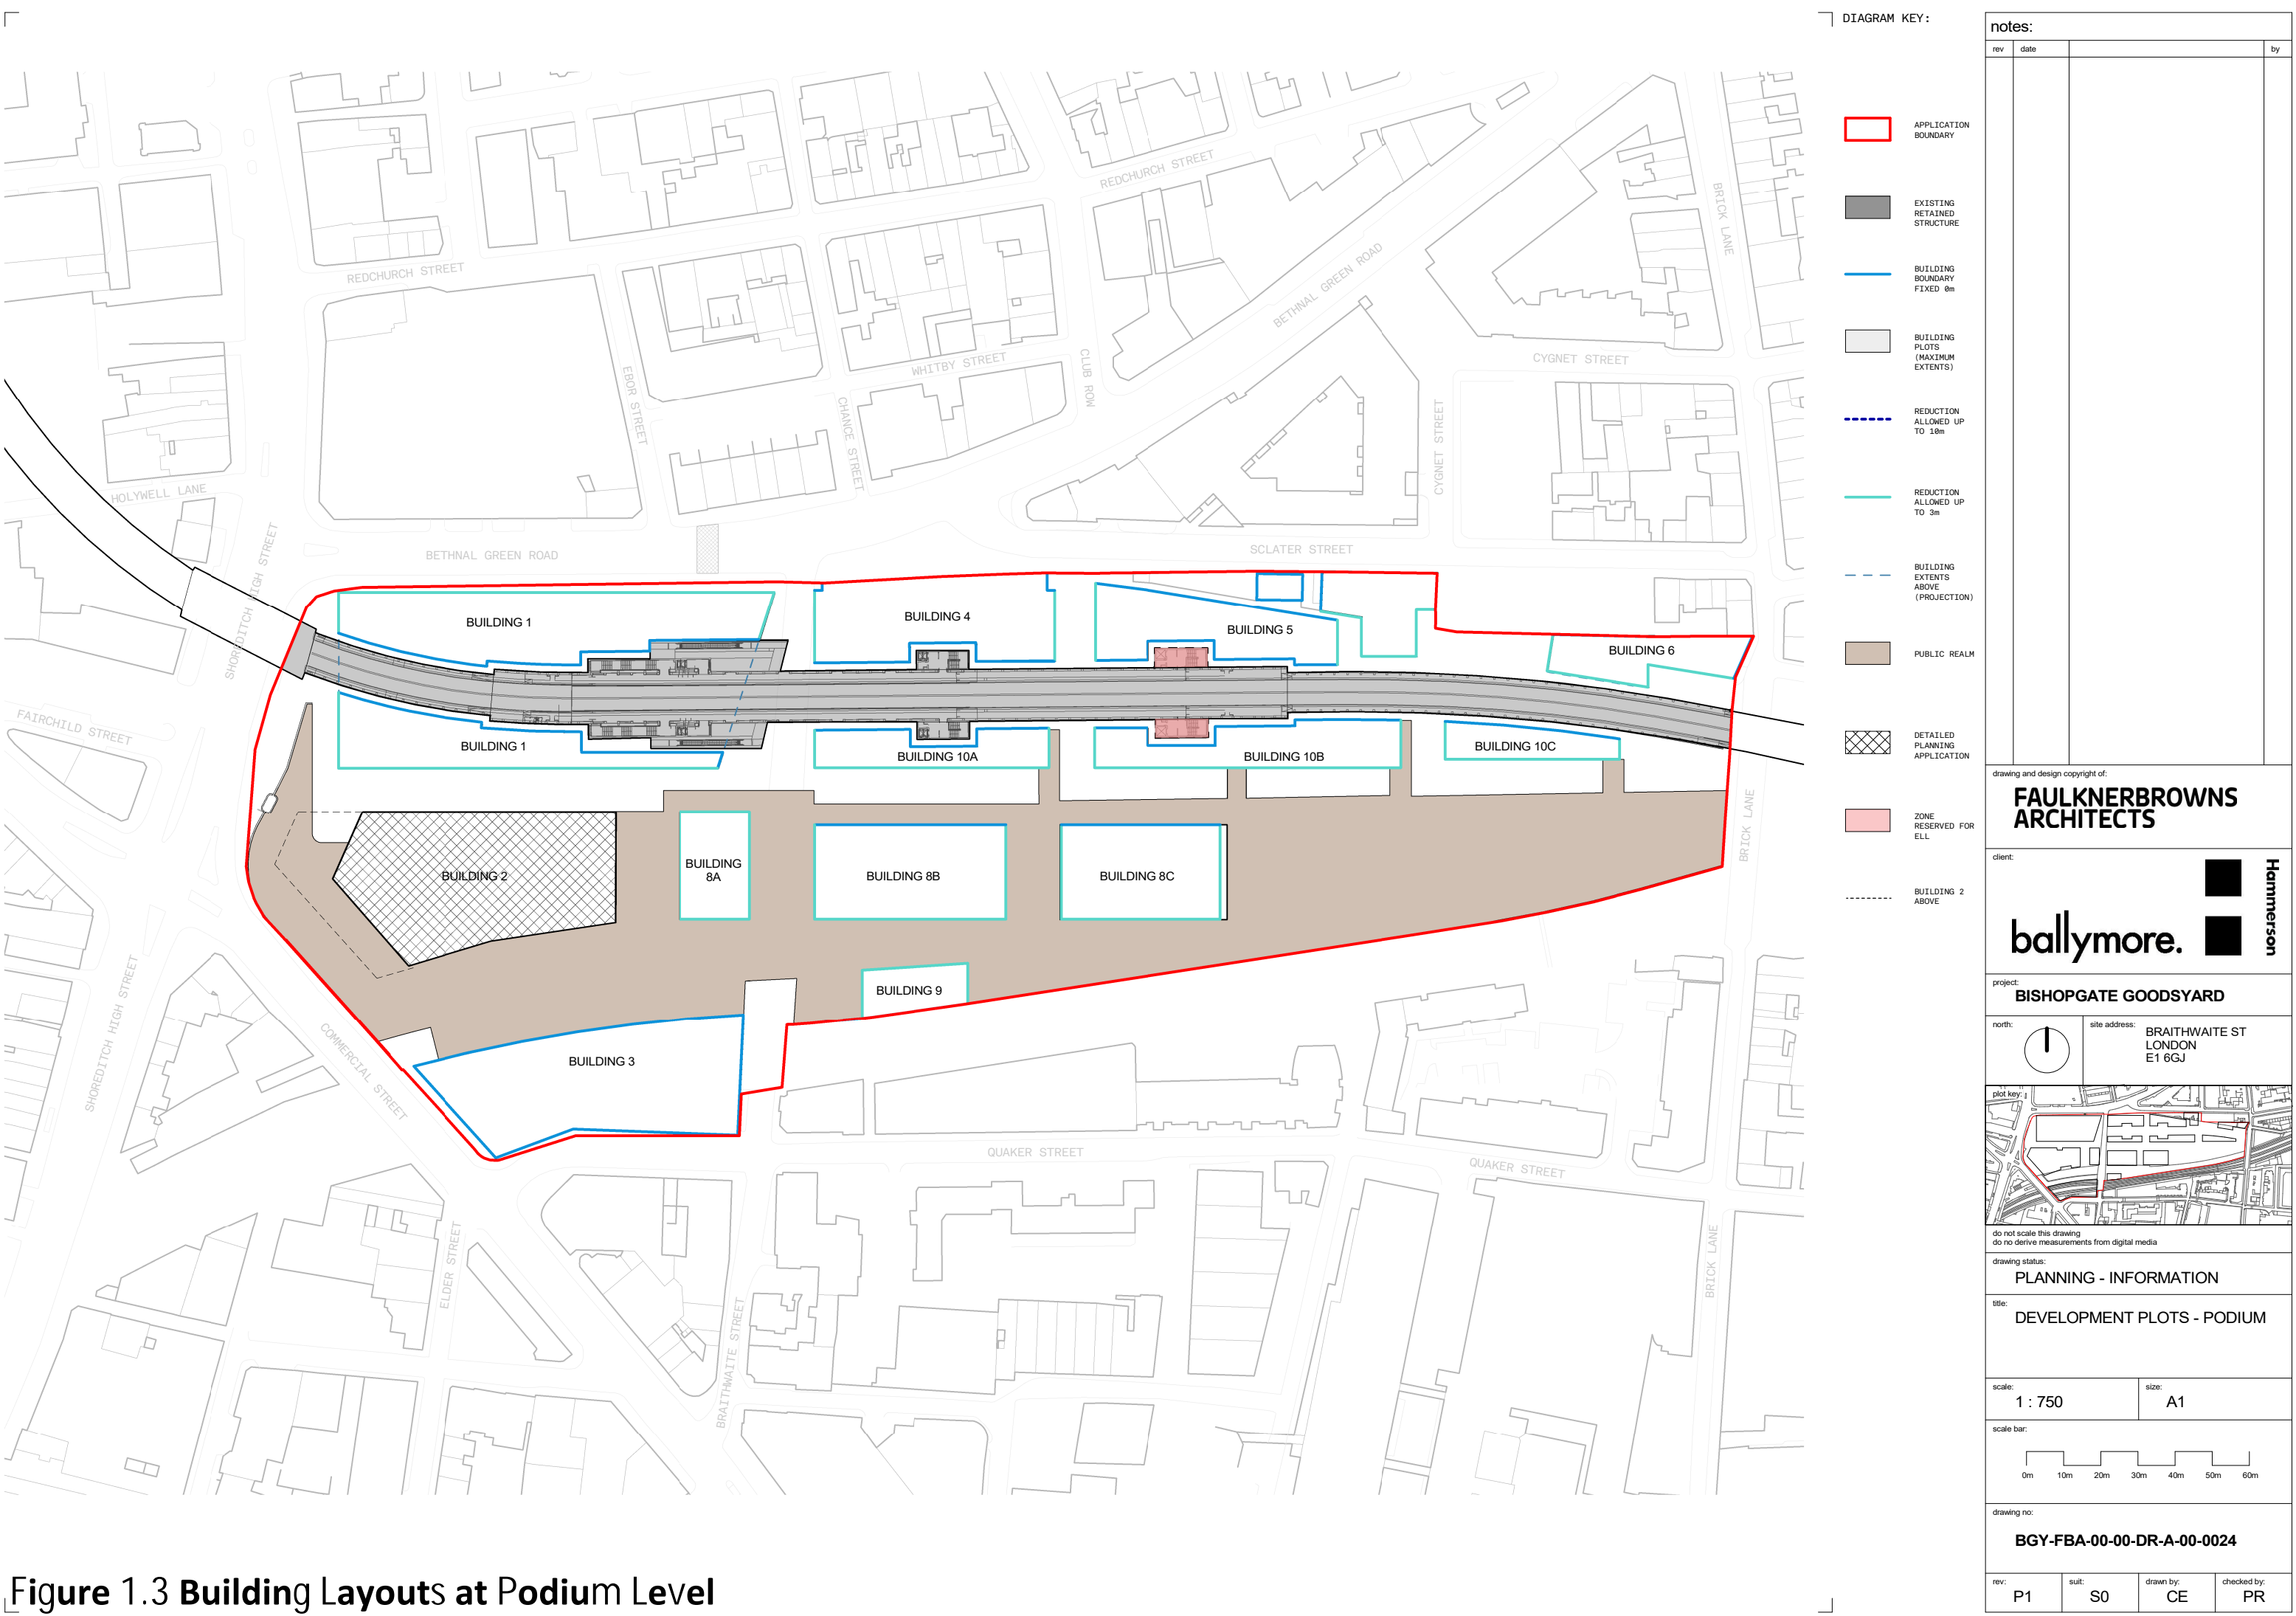 DIAGRAM KEY:
APPLICATION
BOUNDARY
EXISTING
RETAINED
STRUCTURE
BUILDING
BOUNDARY
FIXED 0m
BUILDING
PLOTS
(MAXIMUM
EXTENTS)
REDUCTION
ALLOWED UP
TO 10m
REDUCTION
ALLOWED UP
TO 3m
BUILDING
EXTENTS
ABOVE
(PROJECTION)
PUBLIC REALM
DETAILED
PLANNING
APPLICATION
ZONE
RESERVED FOR
ELL
BUILDING 2
ABOVE
REDCHURCH STREET
REDCHURCH STREET
BRICK LANE
BETHNAL GREEN ROAD
EBOR STREET
WHITBY STREET
CLUB ROW
CHANCE STREET
CYGNET STREET
CYGNET STREET
HOLYWELL LANE
SHOREDITCH HIGH STREET
BETHNAL GREEN ROAD
SCLATER STREET
FAIRCHILD STREET
BUILDING 1
BUILDING 4
BUILDING 5
BUILDING 6
BUILDING 1
BUILDING 10A
BUILDING 10B
BUILDING 10C
BRICK LANE
BUILDING 2
BUILDING
8A
BUILDING 8B
BUILDING 8C
BUILDING 9
BUILDING 3
SHOREDITCH HIGH STREET
COMMERCIAL STREET
QUAKER STREET
QUAKER STREET
ELDER STREET
BRAITHWAITE STREET
BRICK LANE
notes:
rev date by
drawing and design copyright of:
FAULKNERBROWNS
ARCHITECTS
client:
ballymore.
Hammerson
project:
BISHOPGATE GOODSYARD
north:
site address:
BRAITHWAITE ST
LONDON
E1 6GJ
plot key:
do not scale this drawing
do no derive measurements from digital media
drawing status:
PLANNING - INFORMATION
title:
DEVELOPMENT PLOTS - PODIUM
scale:
1 : 750
size:
A1
scale bar:
0m 10m 20m 30m 40m 50m 60m
drawing no:
BGY-FBA-00-00-DR-A-00-0024
rev:
P1
suit:
S0
drawn by:
CE
checked by:
PR
Figure 1.3 Building Layouts at Podium Level